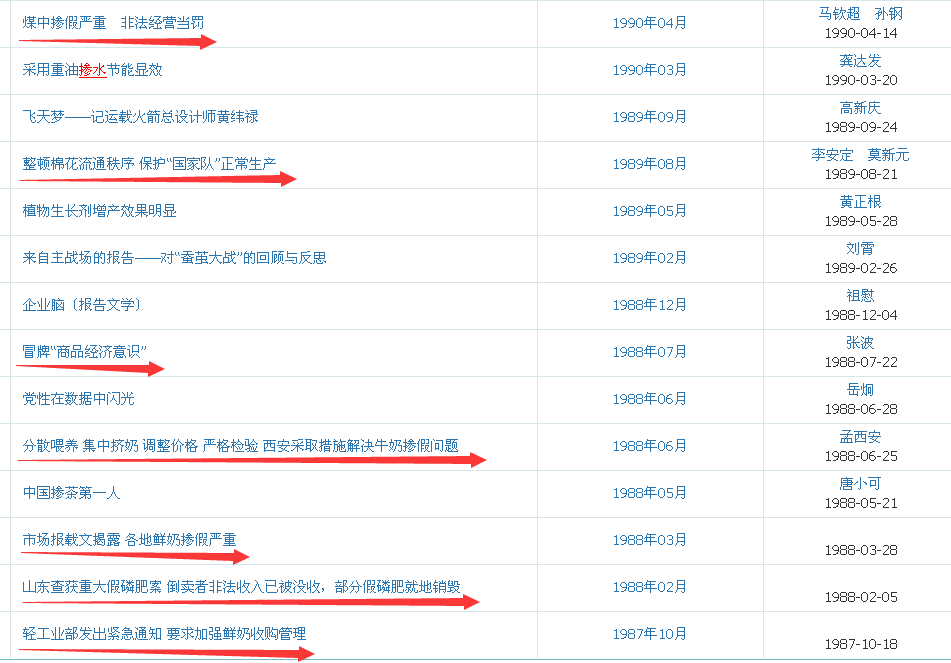 煤中掺假严重　非法经营当罚 1990年04月 马钦超　孙钢
1990-04-14
采用重油掺水节能显效 1990年03月 龚达发
1990-03-20
飞天梦——记运载火箭总设计师黄纬禄 1989年09月 高新庆
1989-09-24
整顿棉花流通秩序 保护“国家队”正常生产 1989年08月 李安定　莫新元
1989-08-21
植物生长剂增产效果明显 1989年05月 黄正根
1989-05-28
来自主战场的报告——对“蚕茧大战”的回顾与反思 1989年02月 刘霄
1989-02-26
企业脑〔报告文学〕 1988年12月 祖慰
1988-12-04
冒牌“商品经济意识” 1988年07月 张波
1988-07-22
党性在数据中闪光 1988年06月 岳炯
1988-06-28
分散喂养 集中挤奶 调整价格 严格检验 西安采取措施解决牛奶掺假问题 1988年06月 孟西安
1988-06-25
中国掺茶第一人 1988年05月 唐小可
1988-05-21
市场报载文揭露 各地鲜奶掺假严重 1988年03月
1988-03-28
山东查获重大假磷肥案 倒卖者非法收入已被没收，部分假磷肥就地销毁 1988年02月
1988-02-05
轻工业部发出紧急通知 要求加强鲜奶收购管理 1987年10月
1987-10-18